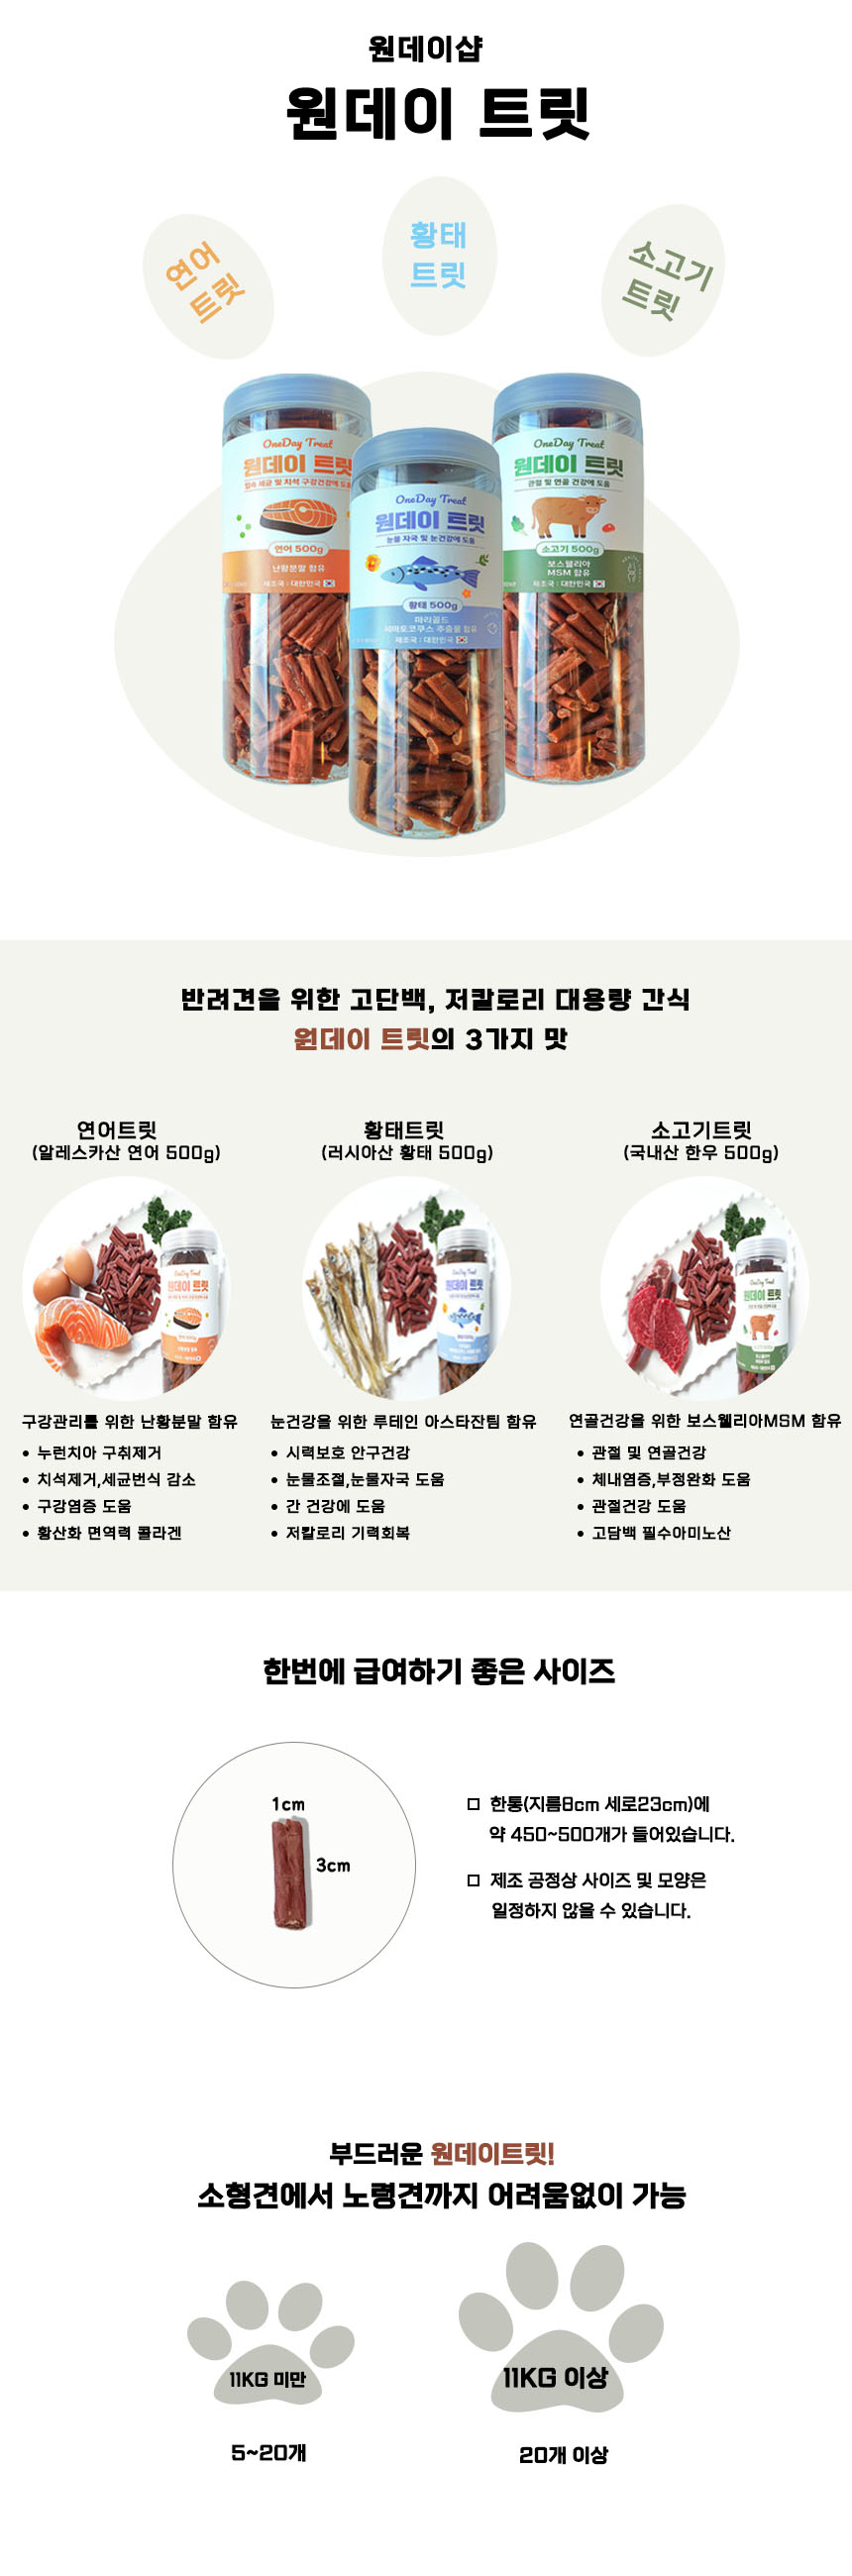 원데이샵
원데이 트릿
연어
트릿
황태
트릿
소고기
트릿
OneDay Treat
원데이 트릿
연어 500g
난황분말 함유
제조국 : 대한민국
OneDay Treat
원데이 트릿
눈물 자국 및 눈건강에 도움
황태 500g
마리골드
헤마토코쿠스 추출물 함유
제조국 : 대한민국
OneDay Treat
원데이 트릿
관절 및 연골 건강에 도움
소고기 500g
보스웰리아
MSM 함유
제조국 : 대한민국
반려견을 위한 고단백, 저칼로리 대용량 간식
원데이 트릿의 3가지 맛
연어트릿
(알레스카산 연어 500g)
황태트릿
(러시아산 황태 500g)
소고기트릿
(국내산 한우 500g)
원데이 트릿
원데이 트릿
원데이 트릿
구강관리를 위한 난황분말 함유
• 누런치아 구취제거
• 치석제거,세균번식 감소
• 구강염증 도움
• 황산화 면역력 콜라겐
눈건강을 위한 루테인 아스타잔팀 함유
• 시력보호 안구건강
• 눈물조절,눈물자국 도움
• 간 건강에 도움
• 저칼로리 기력회복
연골건강을 위한 보스웰리아MSM 함유
• 관절 및 연골건강
• 체내염증,부정완화 도움
• 관절건강 도움
• 고담백 필수아미노산
한번에 급여하기 좋은 사이즈
1cm
3cm
한통(지름8cm 세로23cm)에
약 450~500개가 들어있습니다.
제조 공정상 사이즈 및 모양은
일정하지 않을 수 있습니다.
부드러운 원데이트릿!
소형견에서 노령견까지 어려움없이 가능
11KG 미만
11KG 이상
5~20개
20개 이상